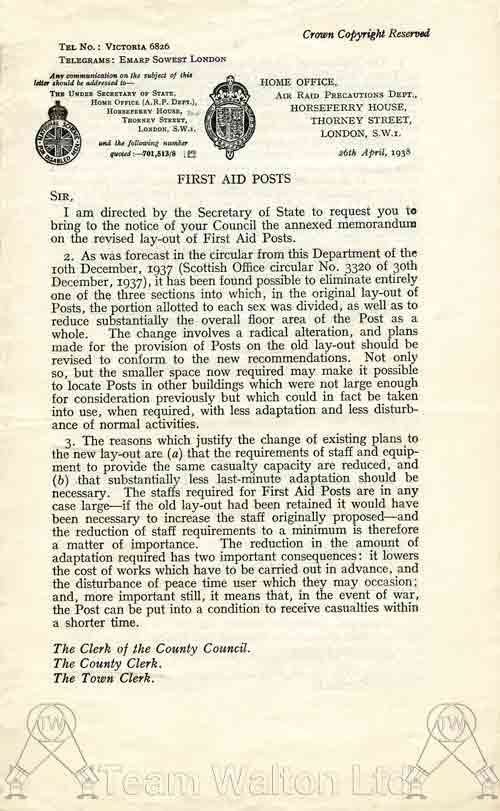 Crown Copyright Reserved
TEL NO.: VICTORIA 6826
TELEGRAMS: EMARP SOWEST LONDON
Any communication on the subject of this
letter should be addressed to—
THE UNDER SECRETARY OF STATE,
HOME OFFICE (A.R.P. DEPT.),
HORSEFERRY HOUSE,
THORNEY STREET,
LONDON, S.W.1.
and the following number
quoted:—701,513/8
HOME OFFICE,
AIR RAID PRECAUTIONS DEPT.,
HORSEFERRY HOUSE,
THORNEY STREET,
LONDON, S.W.1.
26th April, 1938
FIRST AID POSTS
SIR,
I am directed by the Secretary of State to request you to
bring to the notice of your Council the annexed memorandum
on the revised lay-out of First Aid Posts.
2. As was forecast in the circular from this Department of the
10th December, 1937 (Scottish Office circular No. 3320 of 30th
December, 1937), it has been found possible to eliminate entirely
one of the three sections into which, in the original lay-out of
Posts, the portion allotted to each sex was divided, as well as to
reduce substantially the overall floor area of the Post as a
whole. The change involves a radical alteration, and plans
made for the provision of Posts on the old lay-out should be
revised to conform to the new recommendations. Not only
so, but the smaller space now required may make it possible
to locate Posts in other buildings which were not large enough
for consideration previously but which could in fact be taken
into use, when required, with less adaptation and less disturb-
ance of normal activities.
3. The reasons which justify the change of existing plans to
the new lay-out are (a) that the requirements of staff and equip-
ment to provide the same casualty capacity are reduced, and
(b) that substantially less last-minute adaptation should be
necessary. The staffs required for First Aid Posts are in any
case large—if the old lay-out had been retained it would have
been necessary to increase the staff originally proposed—and
the reduction of staff requirements to a minimum is therefore
a matter of importance. The reduction in the amount of
adaptation required has two important consequences: it lowers
the cost of works which have to be carried out in advance, and
the disturbance of peace time user which they may occasion;
and, more important still, it means that, in the event of war,
the Post can be put into a condition to receive casualties within
a shorter time.
The Clerk of the County Council.
The County Clerk.
The Town Clerk.
TW
TW
©Team Walton Ltd